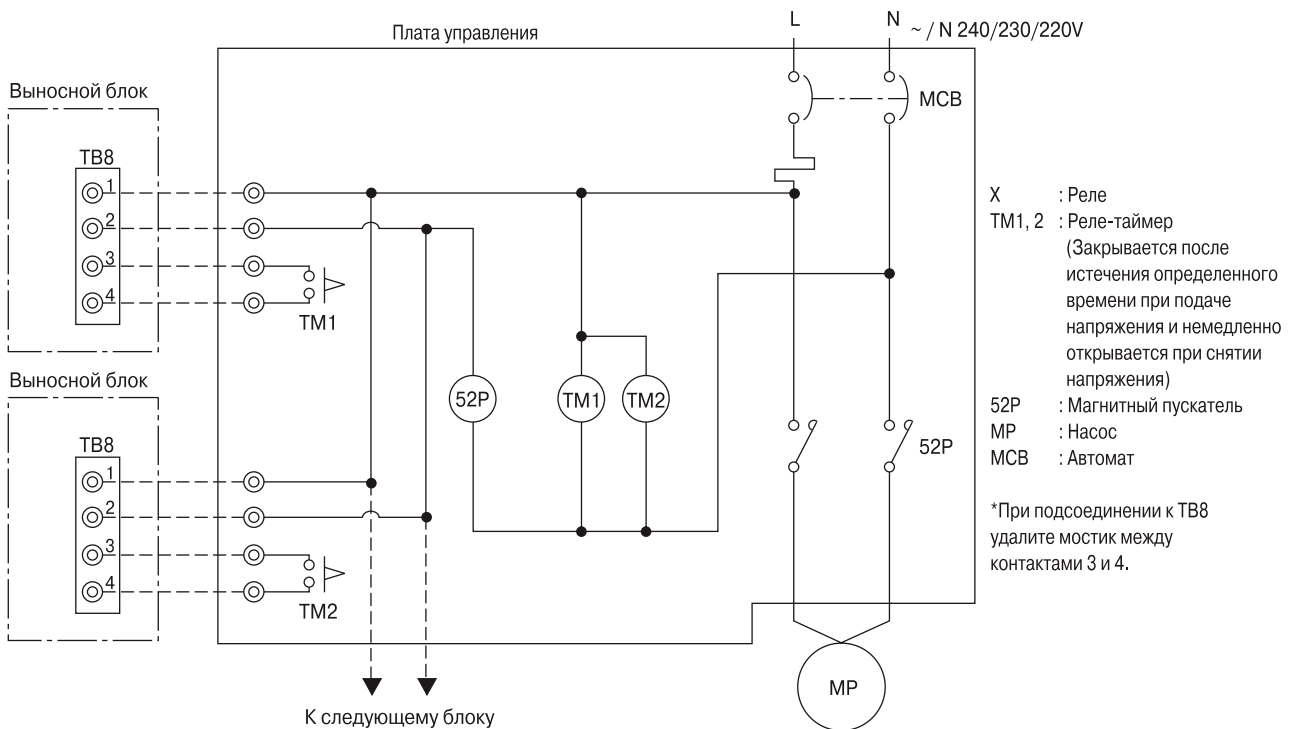 L
N
~ / N 240/230/220V
Плата управления
Выносной блок
MCB
TB8
1
2
3
4
TM1
Выносной блок
TB8
1
2
3
4
TM2
52P
TM1
TM2
52P
MP
К следующему блоку
X : Реле
TM1, 2 : Реле-таймер
(Закрывается после
истечения определенного
времени при подаче
напряжения и немедленно
открывается при снятии
напряжения)
52P : Магнитный пускатель
MP : Насос
MCB : Автомат
*При подсоединении к TB8
удалите мостик между
контактами 3 и 4.